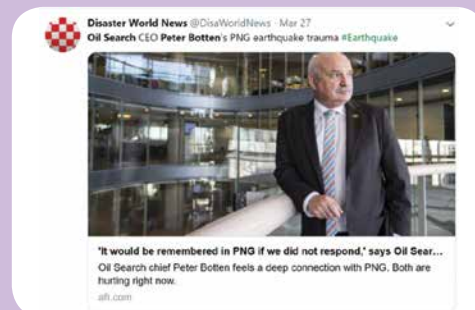 Disaster World News @DisaWorldNews · Mar 27
Oil Search CEO Peter Botten's PNG earthquake trauma #Earthquake
'It would be remembered in PNG if we did not respond,' says Oil Sear...
Oil Search chief Peter Botten feels a deep connection with PNG. Both are
hurting right now.
afr.com